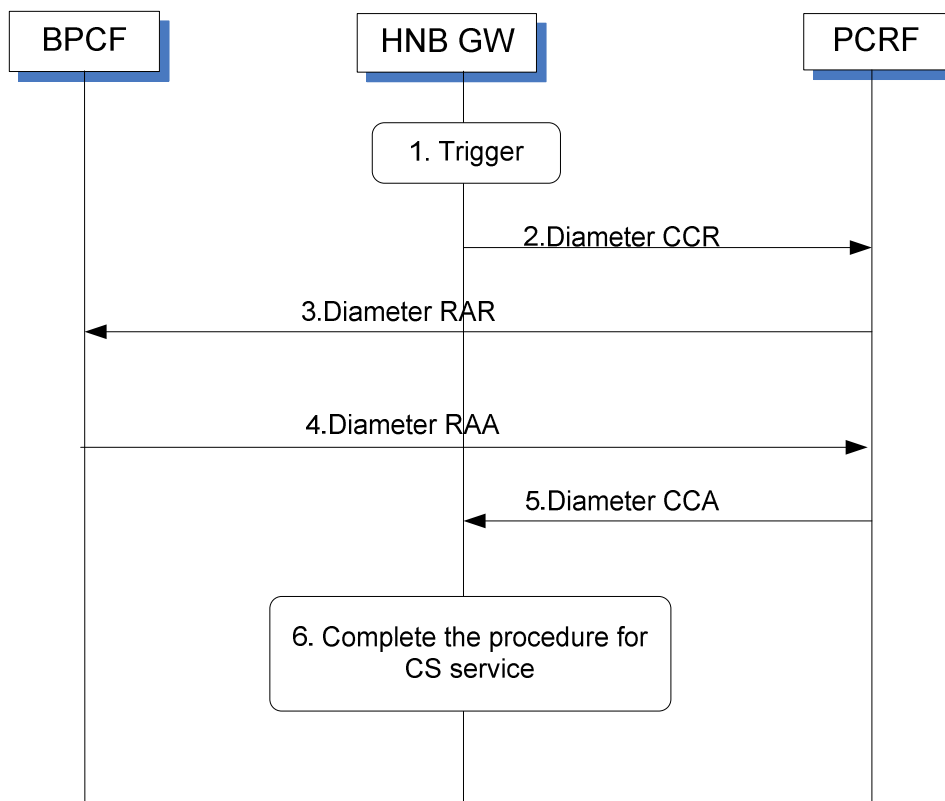 BPCF
HNB GW
PCRF
1. Trigger
2.Diameter CCR
3.Diameter RAR
4.Diameter RAA
5.Diameter CCA
6. Complete the procedure for
CS service